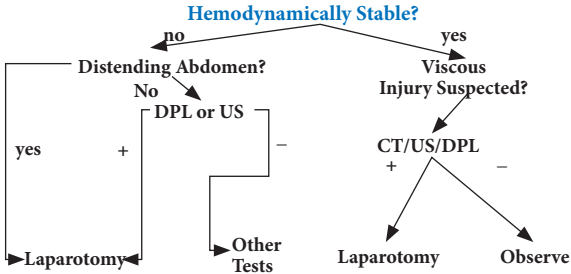 Hemodynamically Stable?
no
yes
Distending Abdomen?
Viscous
Injury Suspected?
No
DPL or US
yes
+
–
CT/US/DPL
+
–
Laparotomy
Other
Tests
Laparotomy
Observe